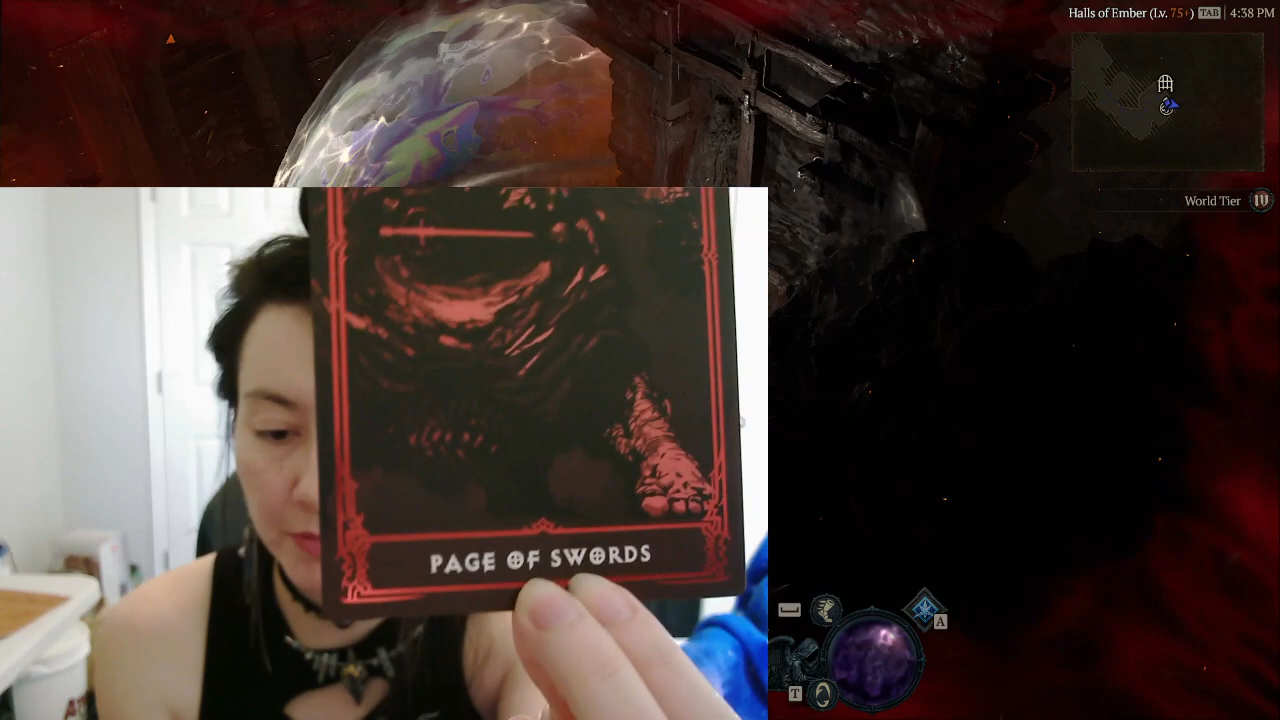 Halls of Ember (Lv. 75+) TAB 4:38 PM
World Tier
PAGE OF SWORDS
A
T